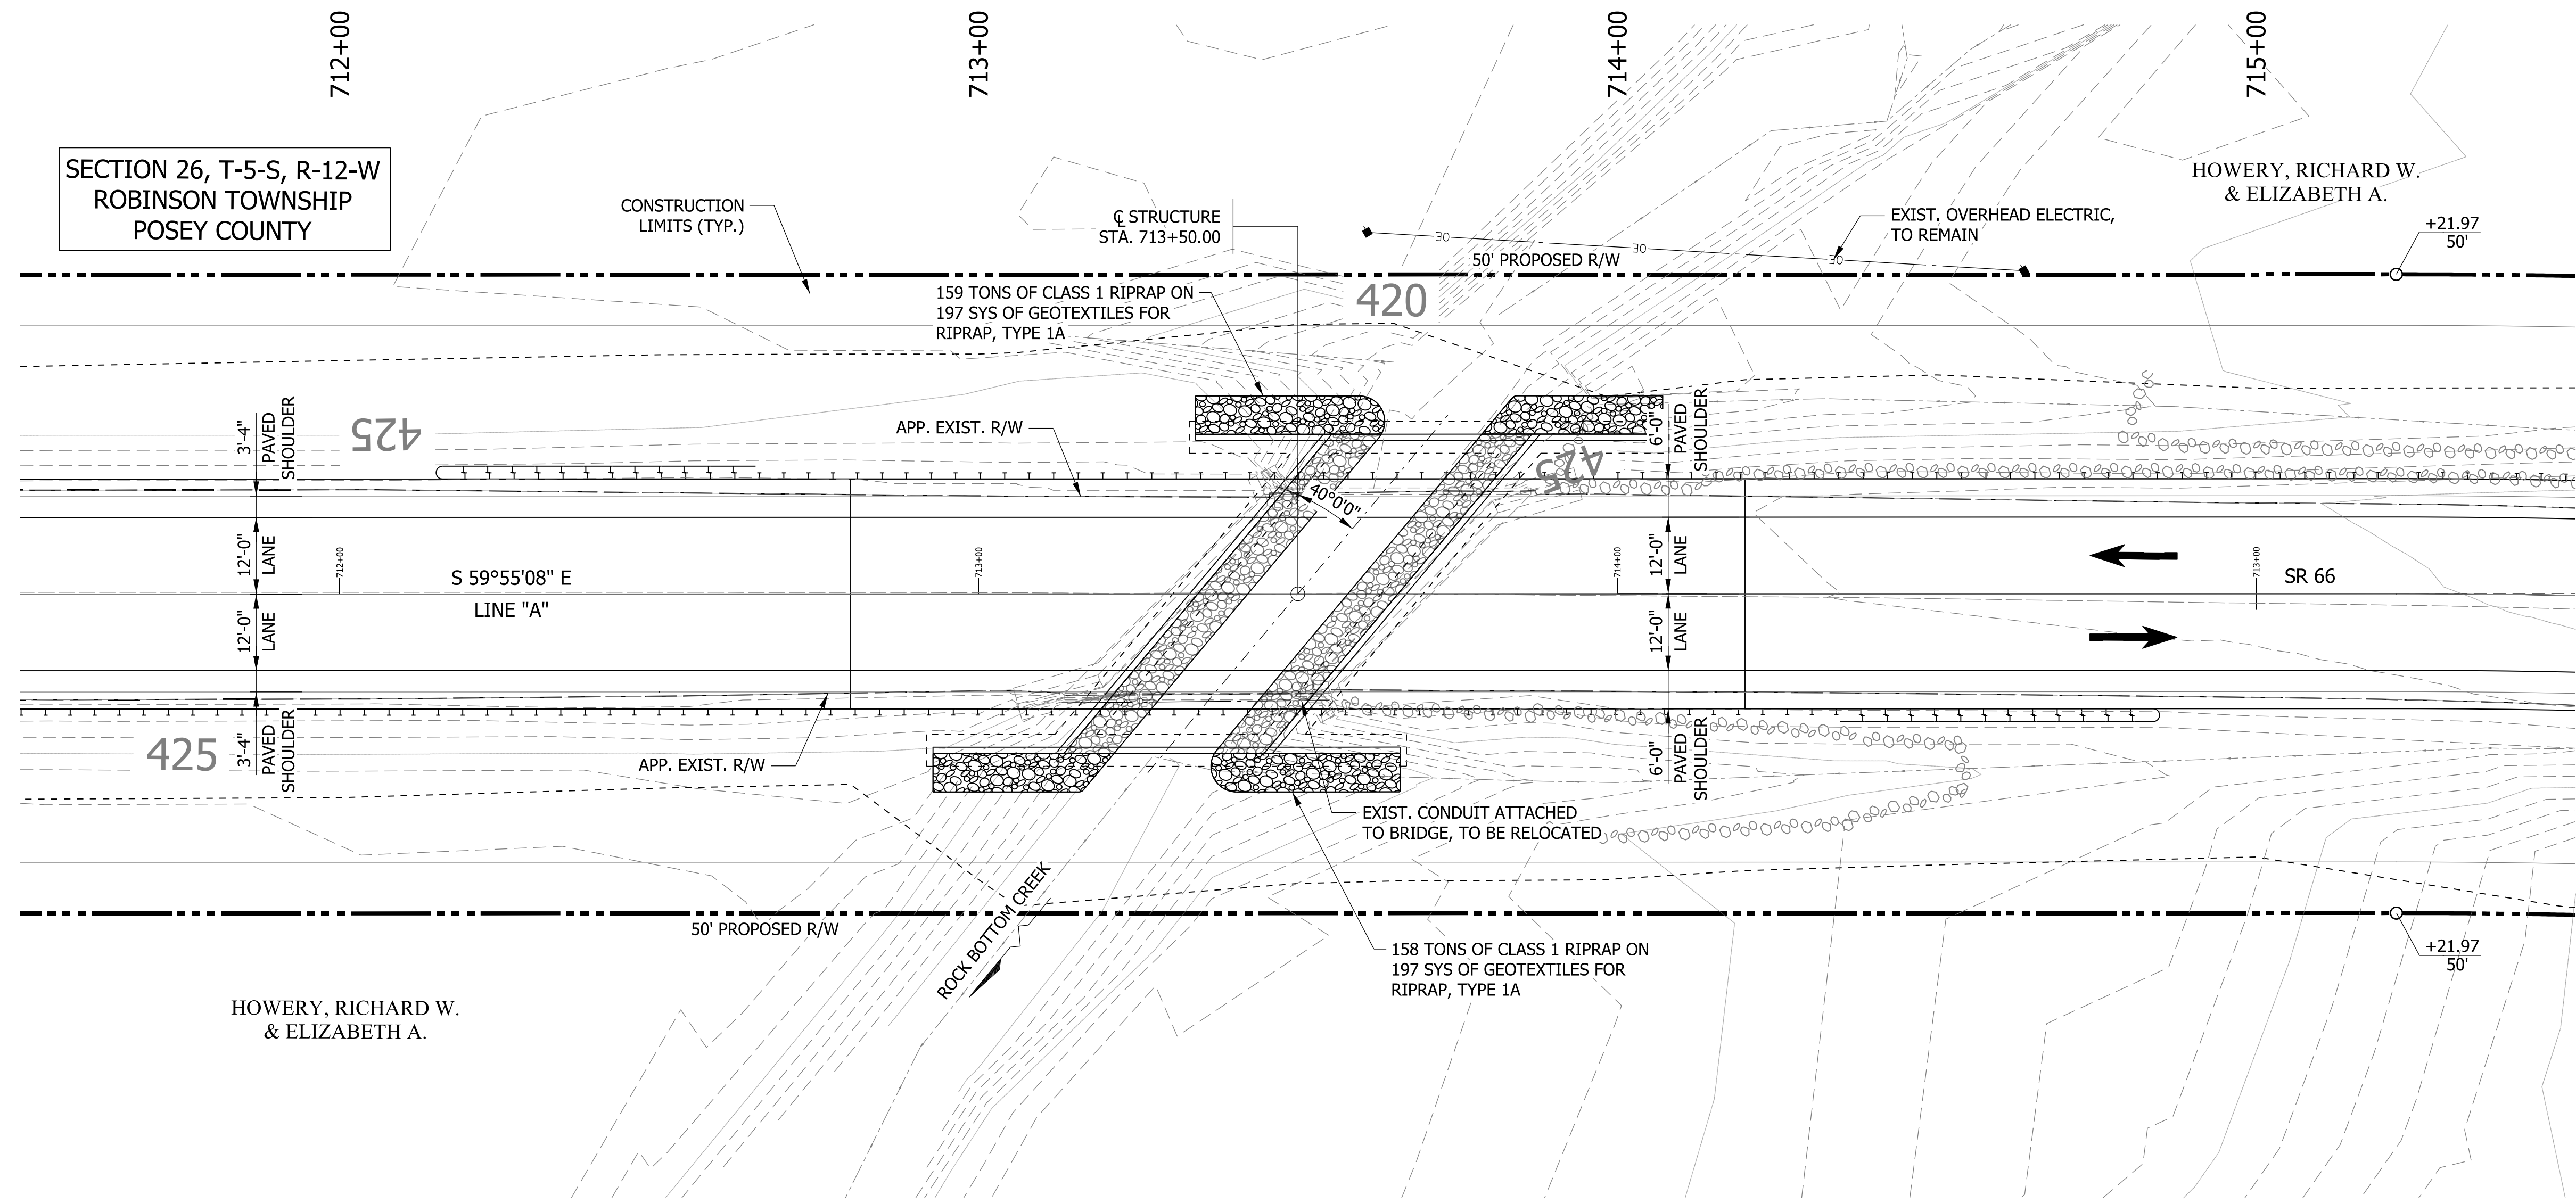 712+00
713+00
714+00
715+00
SECTION 26, T-5-S, R-12-W
ROBINSON TOWNSHIP
POSEY COUNTY
CONSTRUCTION
LIMITS (TYP.)
℄ STRUCTURE
STA. 713+50.00
EXIST. OVERHEAD ELECTRIC,
TO REMAIN
HOWERY, RICHARD W.
& ELIZABETH A.
+21.97
50'
30
30
30
50' PROPOSED R/W
159 TONS OF CLASS 1 RIPRAP ON
197 SYS OF GEOTEXTILES FOR
RIPRAP, TYPE 1A
420
425
APP. EXIST. R/W
425
3'-4"
PAVED
SHOULDER
6'-0"
PAVED
SHOULDER
40°0'0"
12'-0"
LANE
712+00
S 59°55'08" E
LINE "A"
713+00
714+00
12'-0"
LANE
713+00
SR 66
12'-0"
LANE
12'-0"
LANE
3'-4"
PAVED
SHOULDER
6'-0"
PAVED
SHOULDER
425
APP. EXIST. R/W
EXIST. CONDUIT ATTACHED
TO BRIDGE, TO BE RELOCATED
ROCK BOTTOM CREEK
50' PROPOSED R/W
158 TONS OF CLASS 1 RIPRAP ON
197 SYS OF GEOTEXTILES FOR
RIPRAP, TYPE 1A
+21.97
50'
HOWERY, RICHARD W.
& ELIZABETH A.